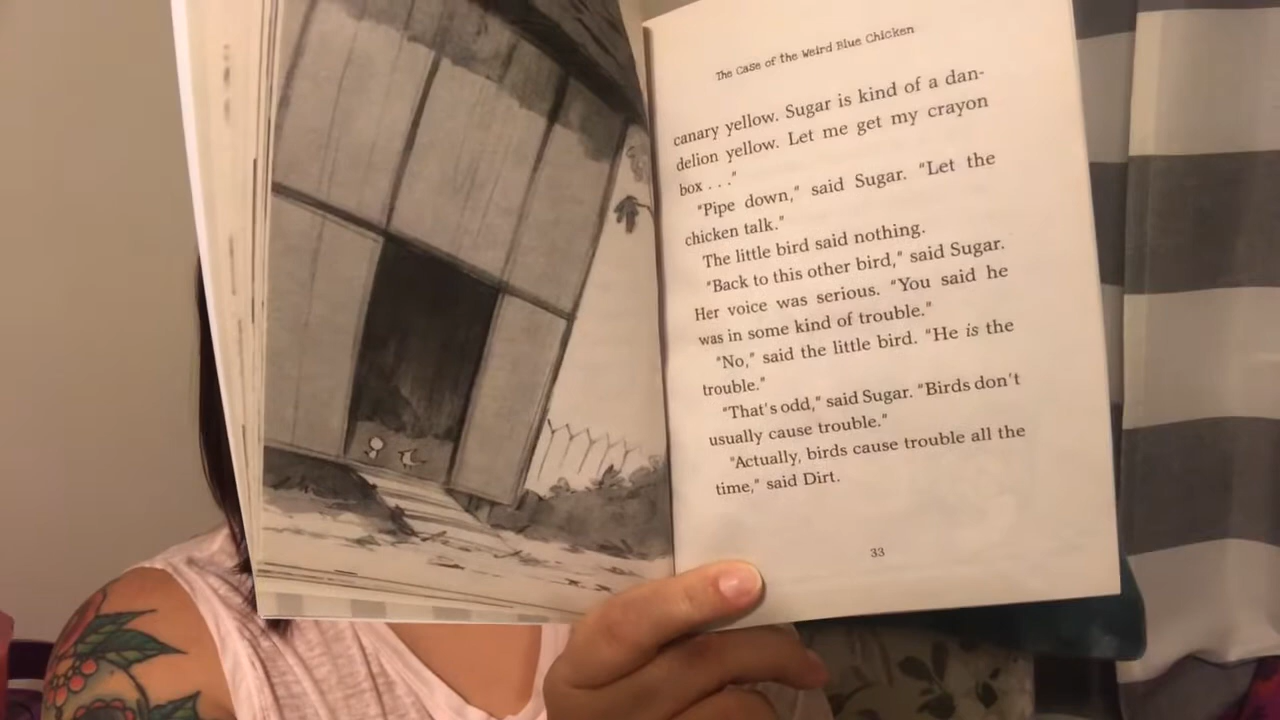 The Case of the Weird Blue Chicken
canary yellow. Sugar is kind of a dan-
delion yellow. Let me get my crayon
box . . ."
"Pipe down," said Sugar. "Let the
chicken talk."
The little bird said nothing.
"Back to this other bird," said Sugar.
Her voice was serious. "You said he
was in some kind of trouble."
"No," said the little bird. "He is the
trouble."
"That's odd," said Sugar. "Birds don't
usually cause trouble."
"Actually, birds cause trouble all the
time," said Dirt.
33